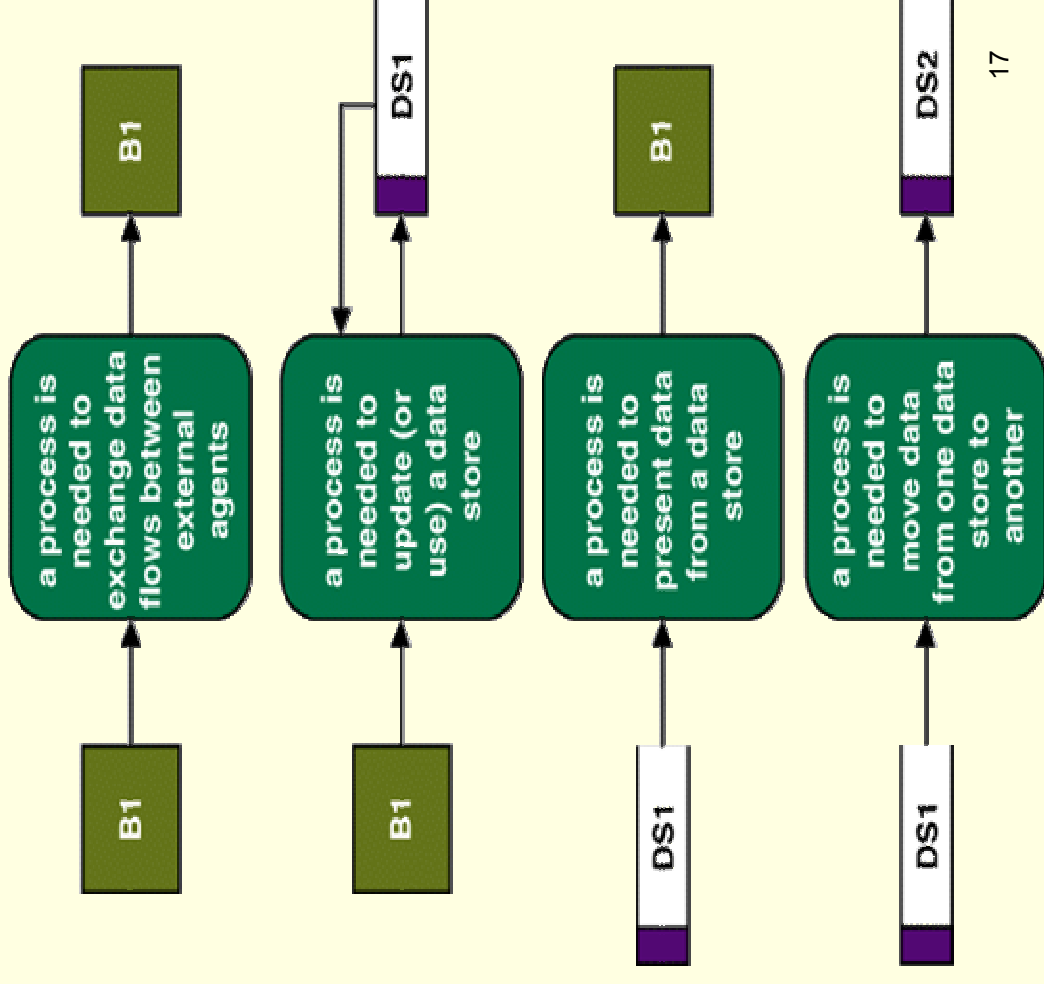 B1
a process is
needed to
exchange data
flows between
external
agents
B1
B1
a process is
needed to
update (or
use) a data
store
DS1
DS1
a process is
needed to
present data
from a data
store
B1
DS1
a process is
needed to
move data
from one data
store to
another
DS2
17